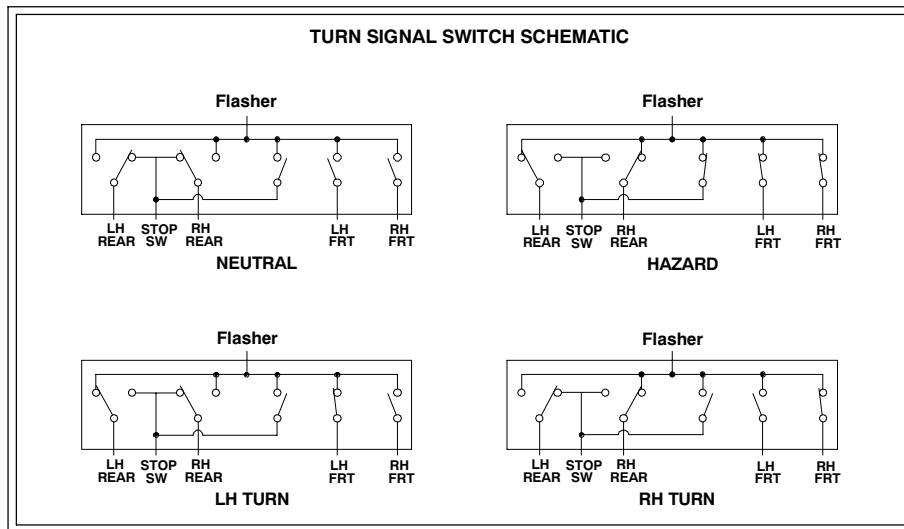 TURN SIGNAL SWITCH SCHEMATIC
Flasher
LH REAR
STOP SW
RH REAR
LH FRT
RH FRT
NEUTRAL
Flasher
LH REAR
STOP SW
RH REAR
LH FRT
RH FRT
HAZARD
Flasher
LH REAR
STOP SW
RH REAR
LH FRT
RH FRT
LH TURN
Flasher
LH REAR
STOP SW
RH REAR
LH FRT
RH FRT
RH TURN